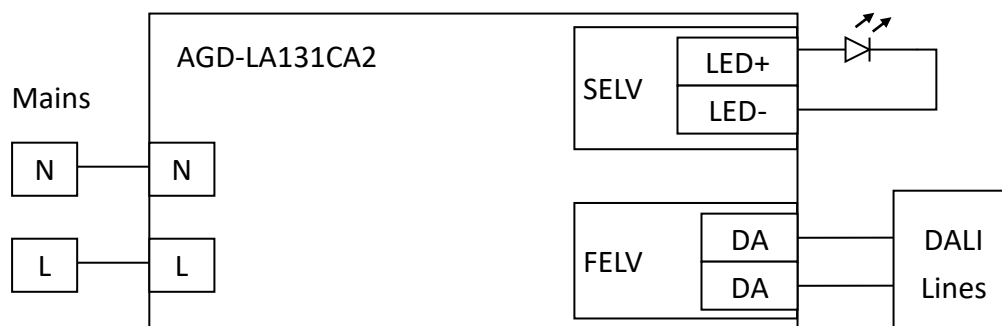 AGD-LA131CA2
Mains
N
N
L
L
SELV
LED+
LED-
FELV
DA
DA
DALI
Lines